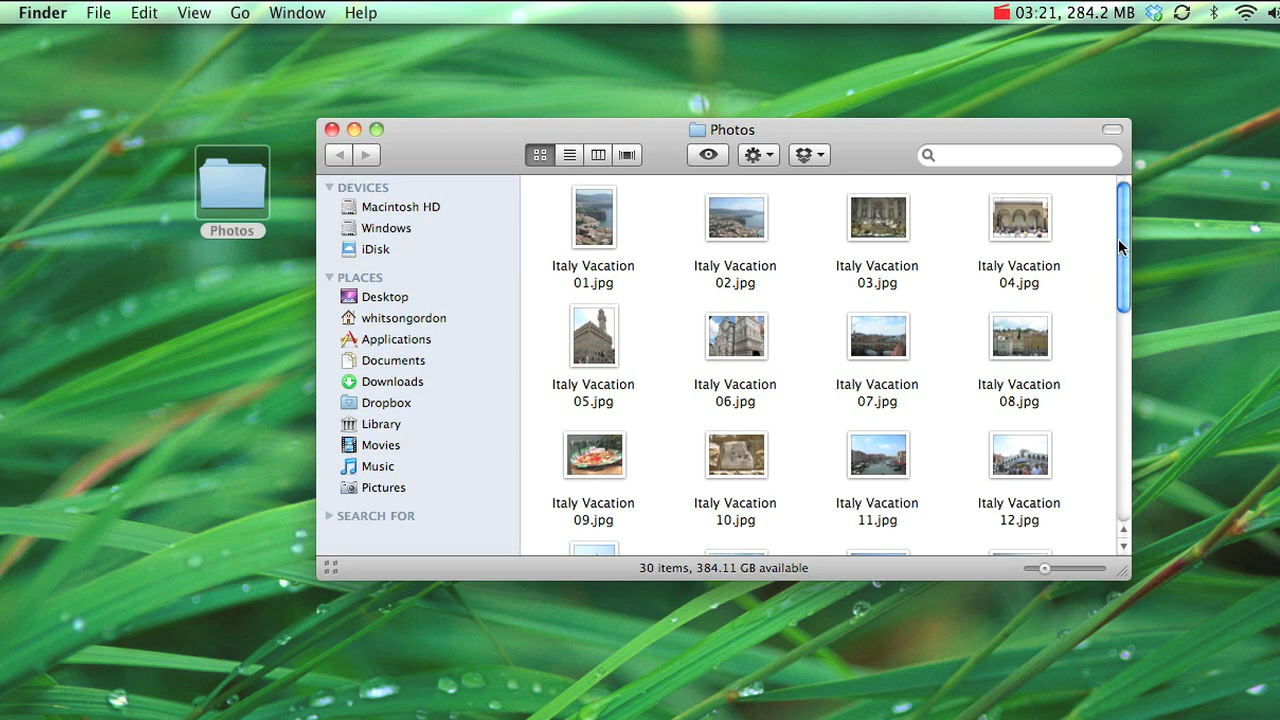 Finder File Edit View Go Window Help 03:21, 284.2 MB
Photos
Photos
DEVICES
Macintosh HD
Windows
iDisk
PLACES
Desktop
whitsongordon
Applications
Documents
Downloads
Dropbox
Library
Movies
Music
Pictures
SEARCH FOR
Italy Vacation
01.jpg
Italy Vacation
02.jpg
Italy Vacation
03.jpg
Italy Vacation
04.jpg
Italy Vacation
05.jpg
Italy Vacation
06.jpg
Italy Vacation
07.jpg
Italy Vacation
08.jpg
Italy Vacation
09.jpg
Italy Vacation
10.jpg
Italy Vacation
11.jpg
Italy Vacation
12.jpg
30 items, 384.11 GB available